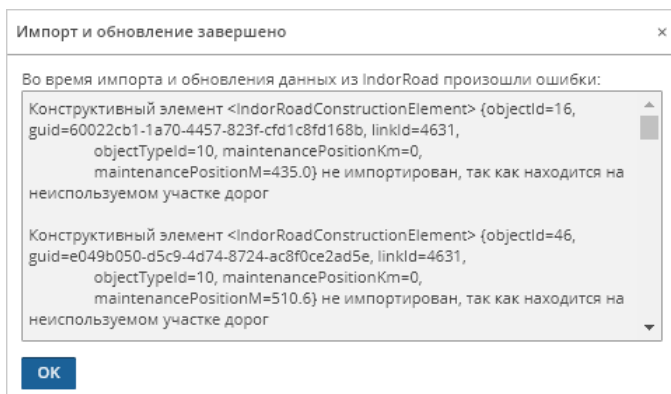 Импорт и обновление завершено
×
Во время импорта и обновления данных из IndorRoad произошли ошибки:
Конструктивный элемент <IndorRoadConstructionElement> {objectId=16,
guid=60022cb1-1a70-4457-823f-cfd1c8fd168b, linkId=4631,
objectTypeId=10, maintenancePositionKm=0,
maintenancePositionM=435.0} не импортирован, так как находится на
неиспользуемом участке дорог
Конструктивный элемент <IndorRoadConstructionElement> {objectId=46,
guid=e049b050-d5c9-4d74-8724-ac8f0ce2ad5e, linkId=4631,
objectTypeId=10, maintenancePositionKm=0,
maintenancePositionM=510.6} не импортирован, так как находится на
неиспользуемом участке дорог
OK